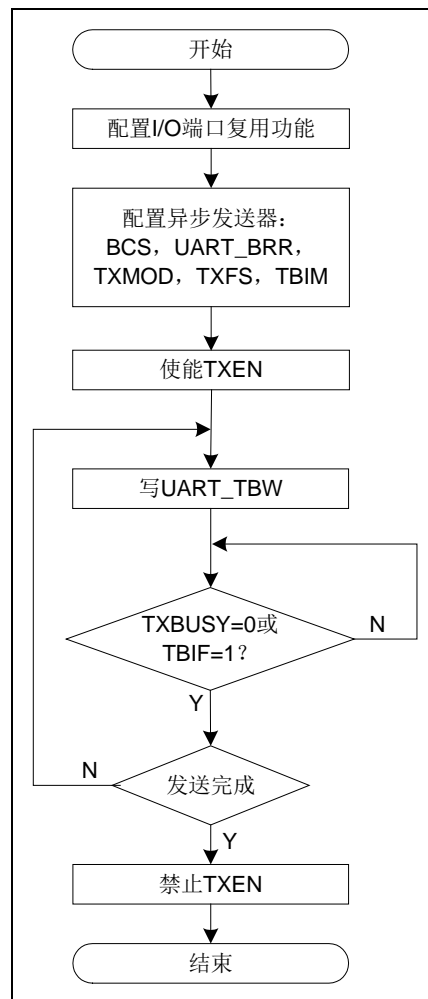 开始
配置I/O端口复用功能
配置异步发送器：
BCS，UART_BRR，
TXMOD，TXFS，TBIM
使能TXEN
写UART_TBW
TXBUSY=0或
TBIF=1？
N
Y
N
发送完成
Y
禁止TXEN
结束